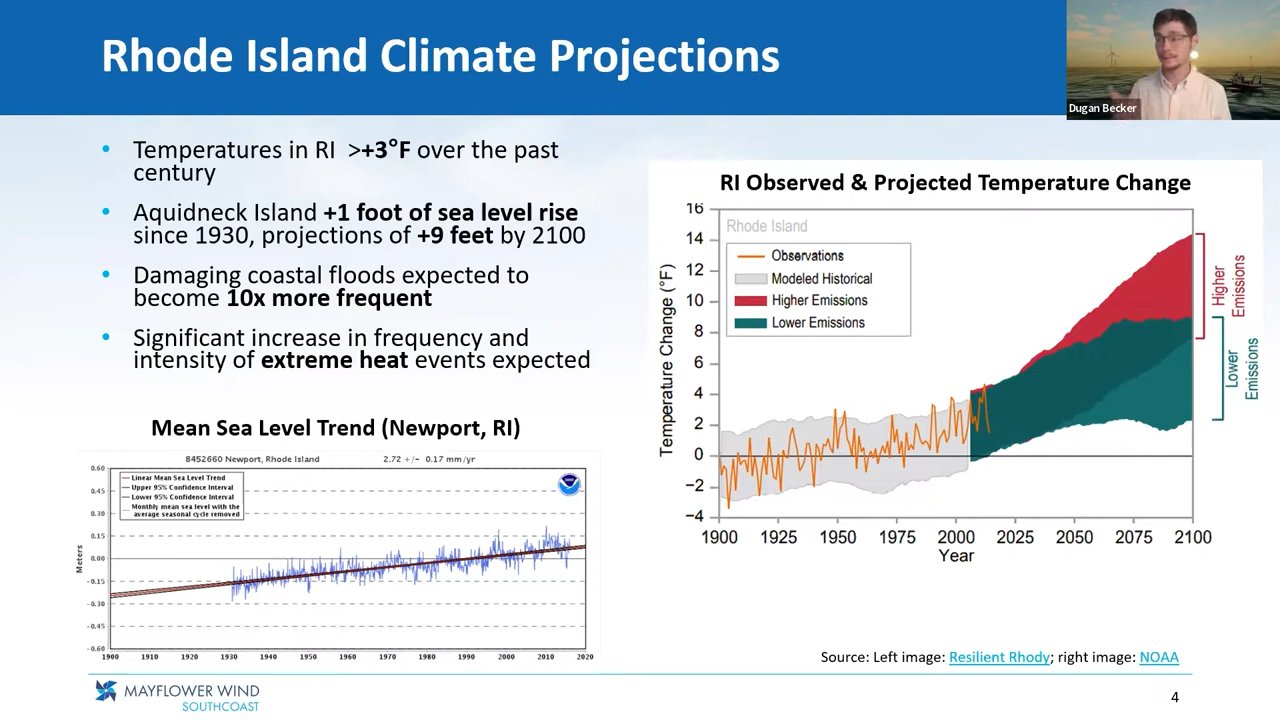 Rhode Island Climate Projections
Dugan Becker
• Temperatures in RI >+3°F over the past
century
• Aquidneck Island +1 foot of sea level rise
since 1930, projections of +9 feet by 2100
• Damaging coastal floods expected to
become 10x more frequent
• Significant increase in frequency and
intensity of extreme heat events expected
Mean Sea Level Trend (Newport, RI)
8452660 Newport, Rhode Island 2.72 +/- 0.17 mm/yr
Linear Mean Sea Level Trend
Upper 95% Confidence Interval
Lower 95% Confidence Interval
Monthly mean sea level with the
average seasonal cycle removed
Meters
0.60
0.45
0.30
0.15
0.00
-0.15
-0.30
-0.45
-0.60
1900 1910 1920 1930 1940 1950 1960 1970 1980 1990 2000 2010 2020
RI Observed & Projected Temperature Change
Rhode Island
Observations
Modeled Historical
Higher Emissions
Lower Emissions
Temperature Change (°F)
16
14
12
10
8
6
4
2
0
−2
−4
1900 1925 1950 1975 2000 2025 2050 2075 2100
Year
Higher
Emissions
Lower
Emissions
Source: Left image: Resilient Rhody; right image: NOAA
MAYFLOWER WIND
SOUTHCOAST
4